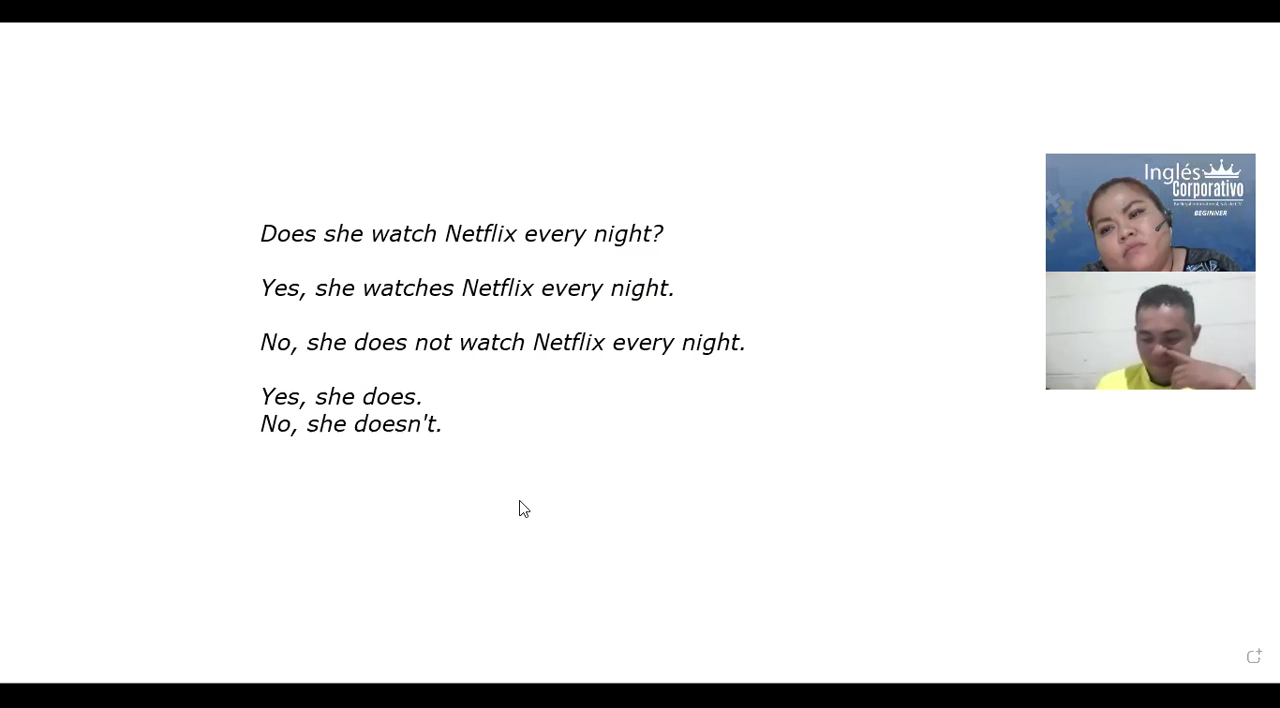 Does she watch Netflix every night?
Yes, she watches Netflix every night.
No, she does not watch Netflix every night.
Yes, she does.
No, she doesn't.
Inglés
Corporativo
BEGINNER